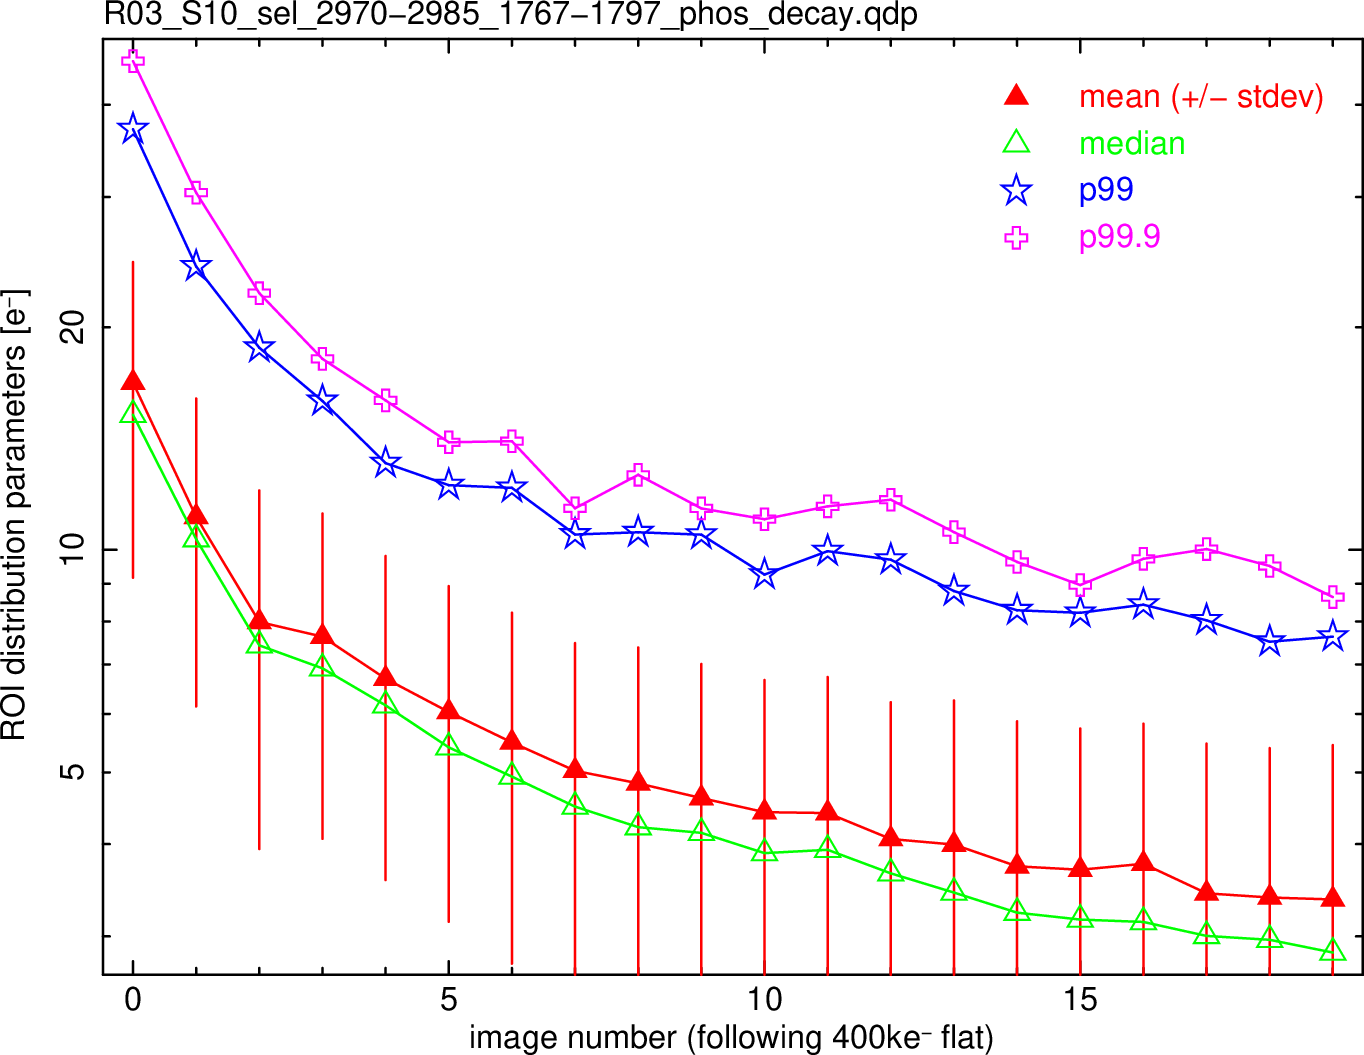 R03_S10_sel_2970−2985_1767−1797_phos_decay.qdp
mean (+/− stdev)
median
p99
p99.9
ROI distribution parameters [e⁻]
20
10
5
0 5 10 15
image number (following 400ke⁻ flat)